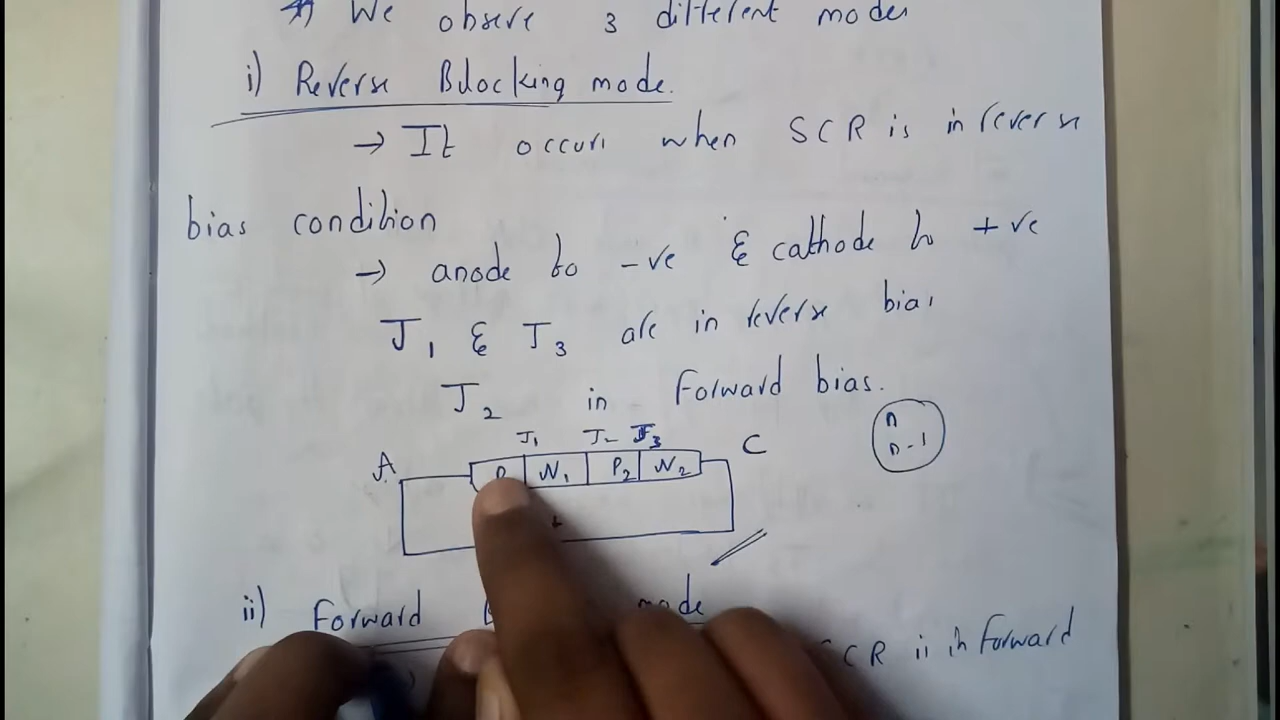 *) We observe 3 different modes
i) Reverse Blocking mode.
→ It occurs when SCR is in reverse
bias condition
→ anode to -ve & cathode to +ve
J1 & J3 are in reverse bias
J2 in Forward bias.
J1 J2 J3
A P N1 P2 N2 C
n
n-1
+
ii) Forward mode
SCR is in Forward